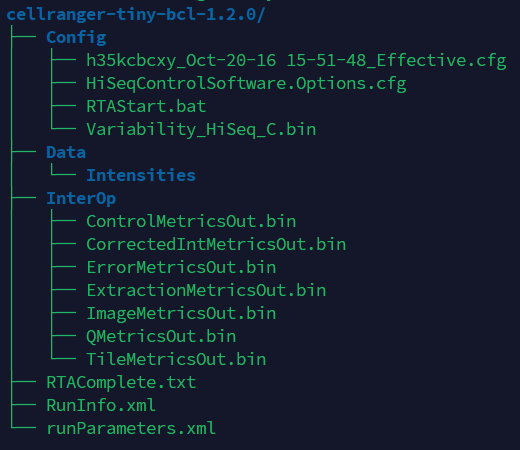 cellranger-tiny-bcl-1.2.0/
├── Config
│   ├── h35kcbcxy_Oct-20-16 15-51-48_Effective.cfg
│   ├── HiSeqControlSoftware.Options.cfg
│   ├── RTAStart.bat
│   └── Variability_HiSeq_C.bin
├── Data
│   └── Intensities
├── InterOp
│   ├── ControlMetricsOut.bin
│   ├── CorrectedIntMetricsOut.bin
│   ├── ErrorMetricsOut.bin
│   ├── ExtractionMetricsOut.bin
│   ├── ImageMetricsOut.bin
│   ├── QMetricsOut.bin
│   └── TileMetricsOut.bin
├── RTAComplete.txt
├── RunInfo.xml
└── runParameters.xml